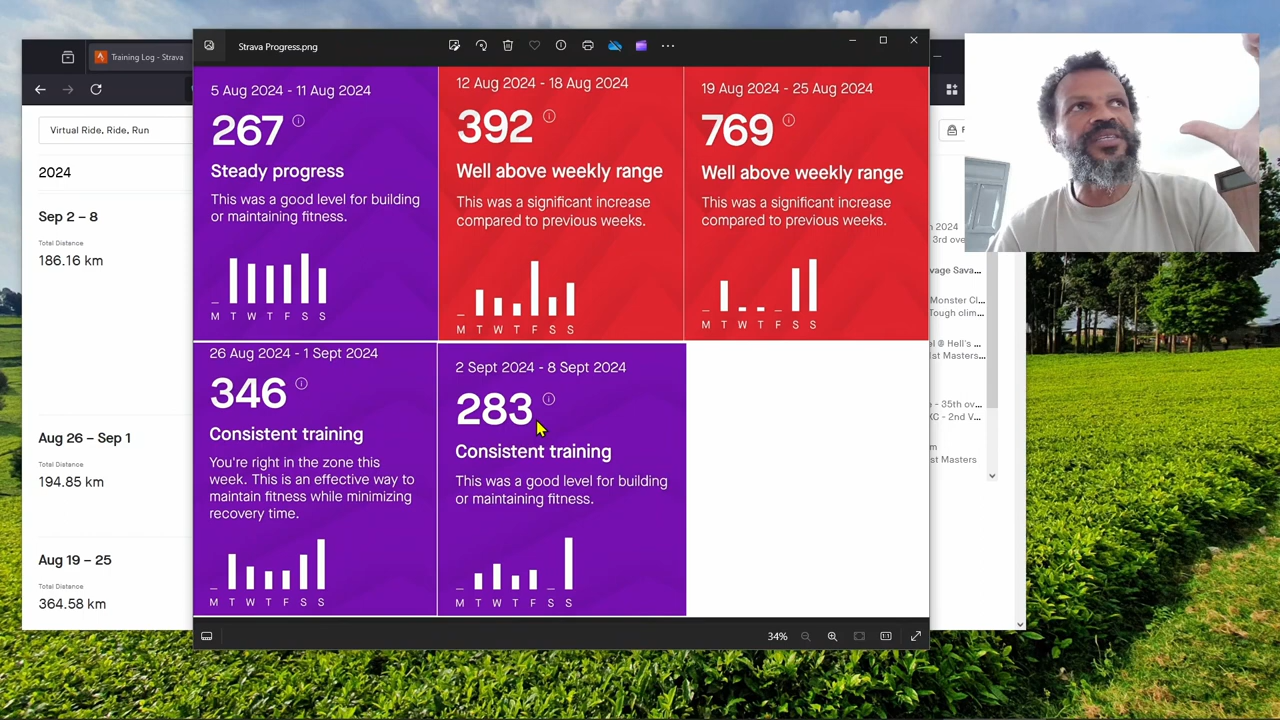 Strava Progress.png
Training Log - Strava
Virtual Ride, Ride, Run
2024
Sep 2 – 8
Total Distance
186.16 km
Aug 26 – Sep 1
Total Distance
194.85 km
Aug 19 – 25
Total Distance
364.58 km
5 Aug 2024 - 11 Aug 2024
267
Steady progress
This was a good level for building
or maintaining fitness.
M T W T F S S
12 Aug 2024 - 18 Aug 2024
392
Well above weekly range
This was a significant increase
compared to previous weeks.
M T W T F S S
19 Aug 2024 - 25 Aug 2024
769
Well above weekly range
This was a significant increase
compared to previous weeks.
M T W T F S S
26 Aug 2024 - 1 Sept 2024
346
Consistent training
You're right in the zone this
week. This is an effective way to
maintain fitness while minimizing
recovery time.
M T W T F S S
2 Sept 2024 - 8 Sept 2024
283
Consistent training
This was a good level for building
or maintaining fitness.
M T W T F S S
2024
3rd
Monster
Tough
@ Hell's
Masters
- 35th
- 2nd
Masters
34%